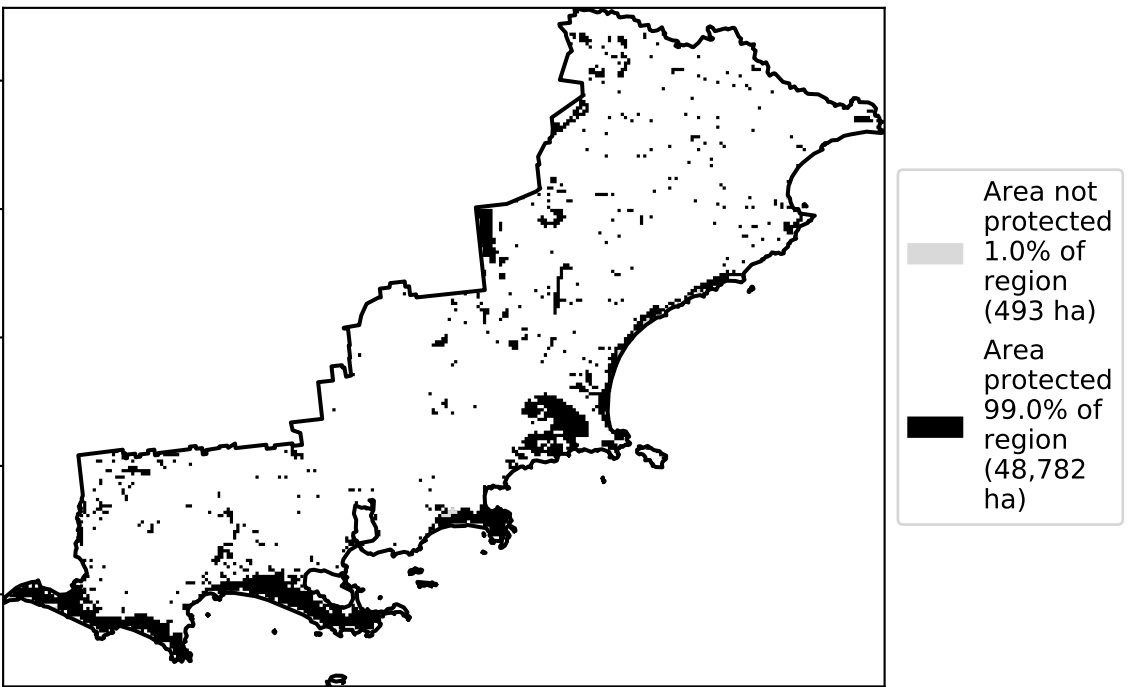 Area not
protected
1.0% of
region
(493 ha)
Area
protected
99.0% of
region
(48,782
ha)